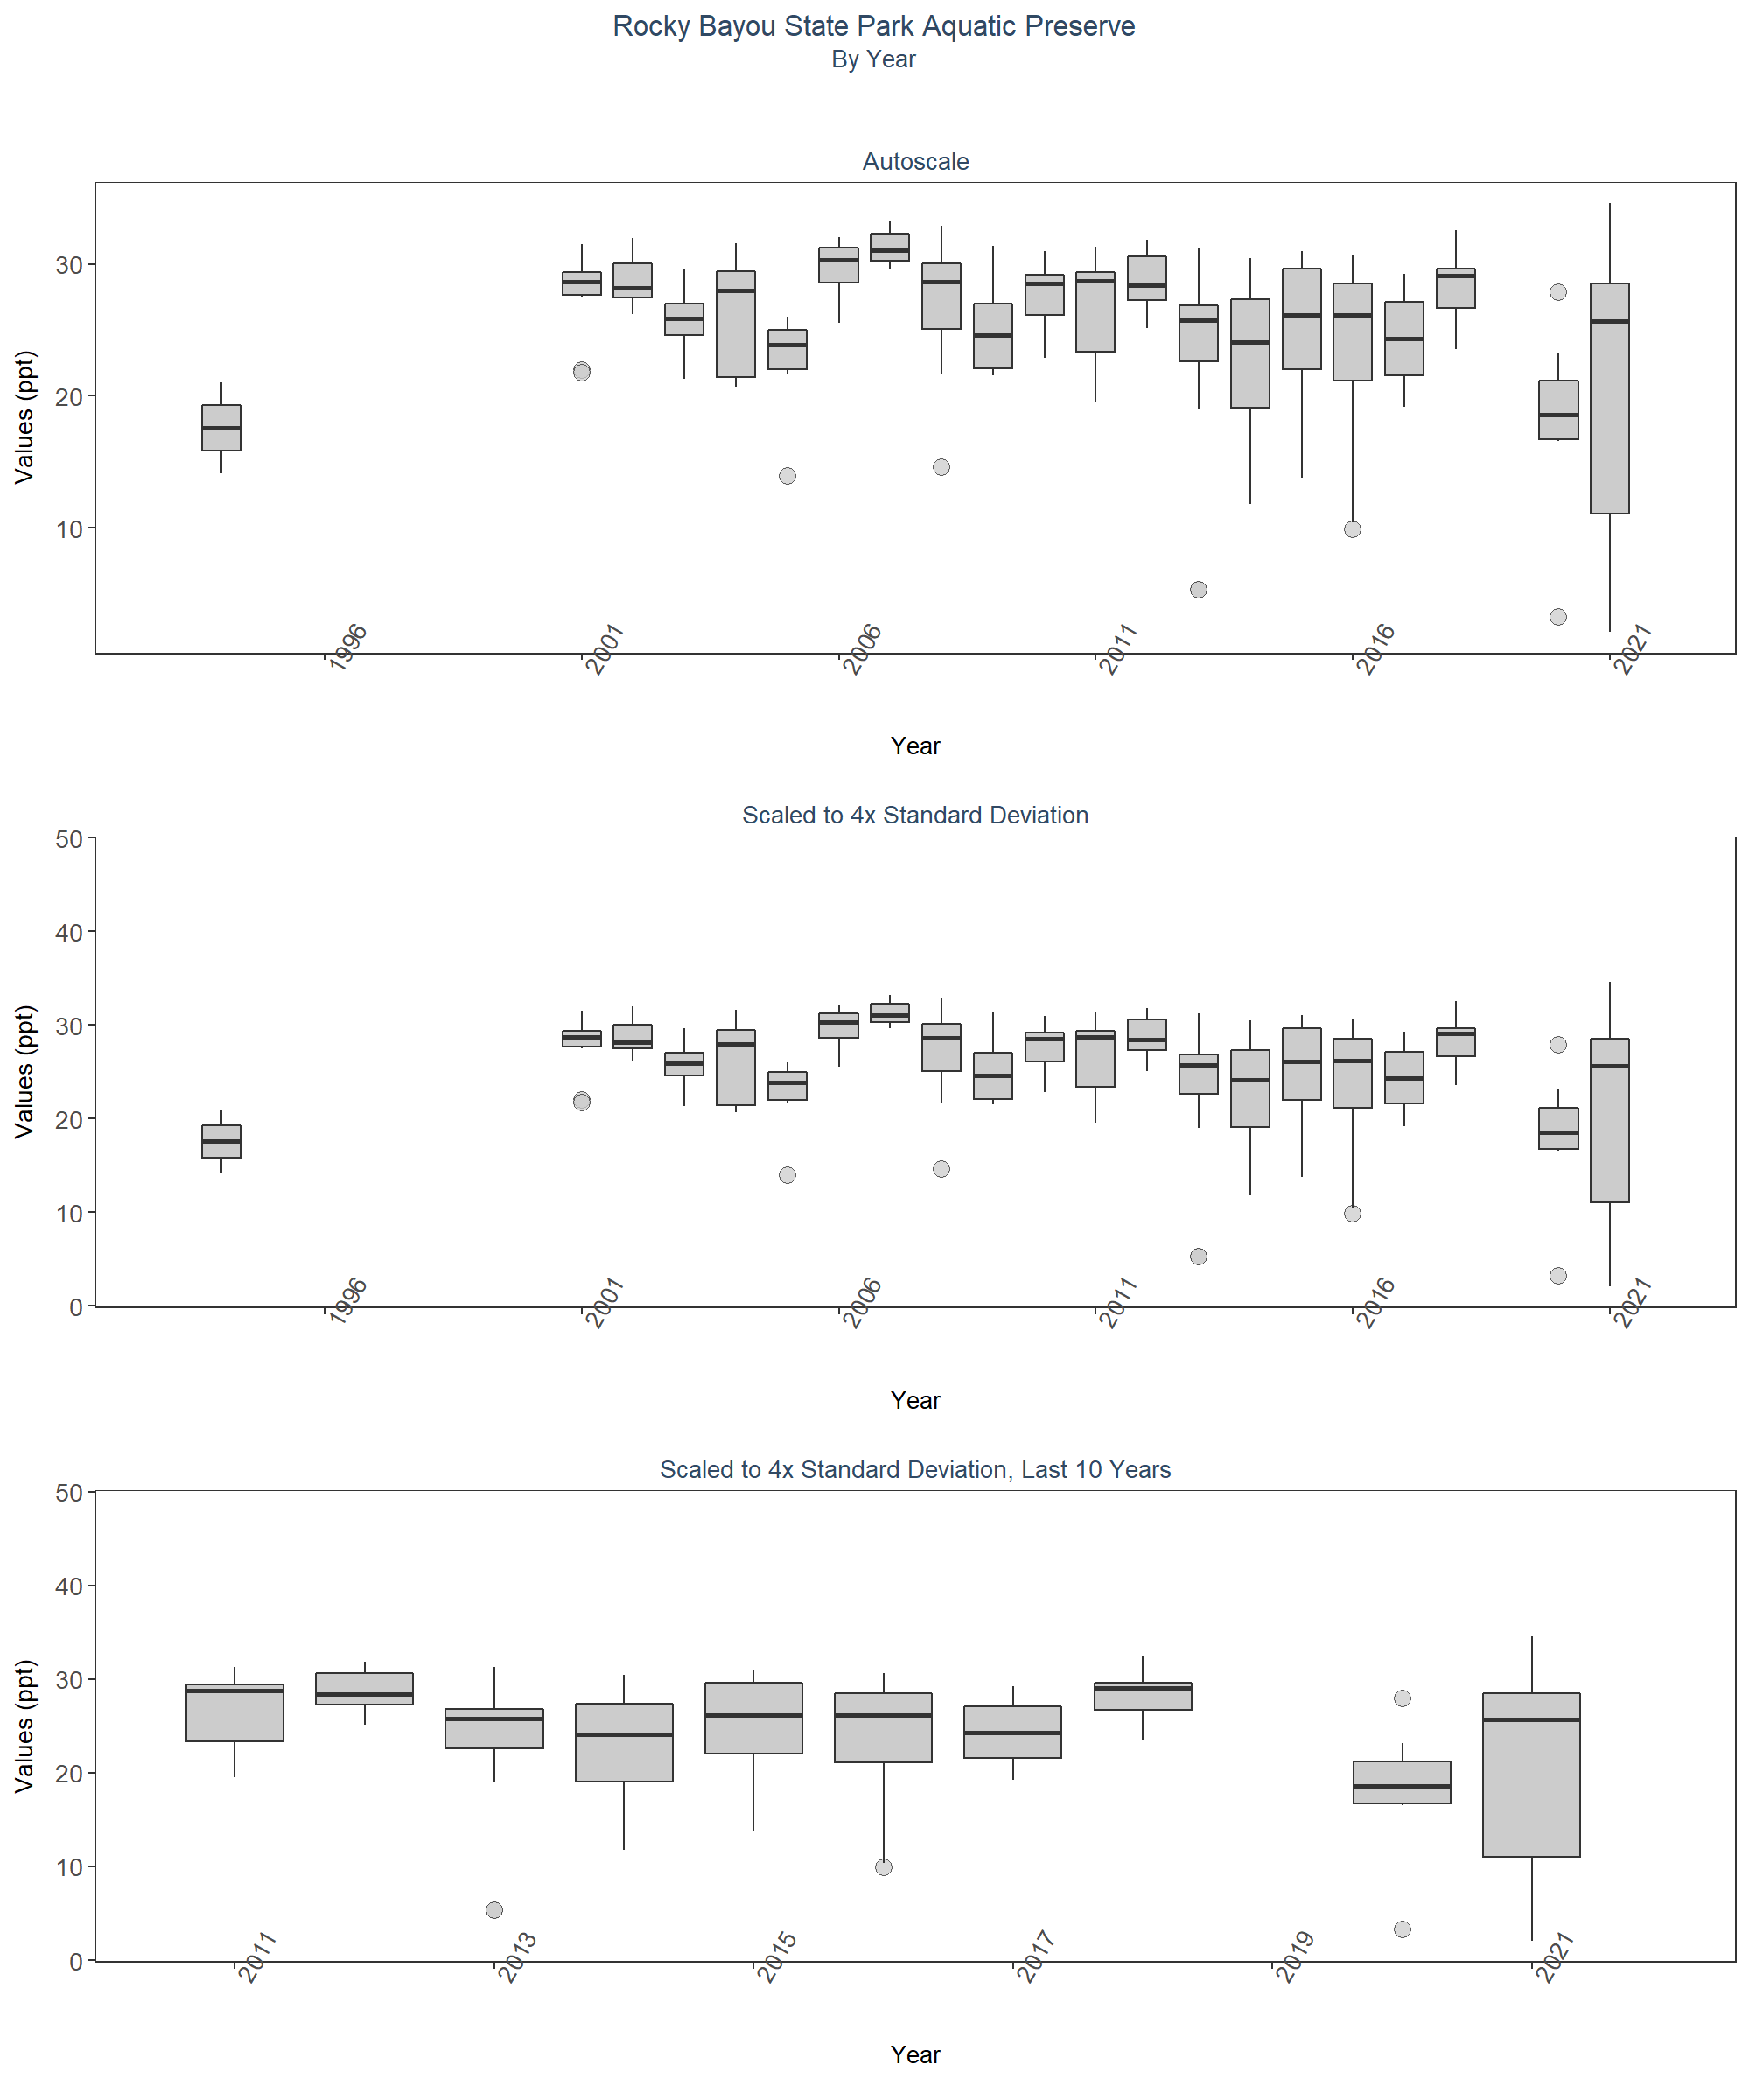 Rocky Bayou State Park Aquatic Preserve
By Year
Autoscale
Values (ppt)
30
20
10
1996 2001 2006 2011 2016 2021
Year
Scaled to 4x Standard Deviation
Values (ppt)
50
40
30
20
10
0
1996 2001 2006 2011 2016 2021
Year
Scaled to 4x Standard Deviation, Last 10 Years
Values (ppt)
50
40
30
20
10
0
2011 2013 2015 2017 2019 2021
Year